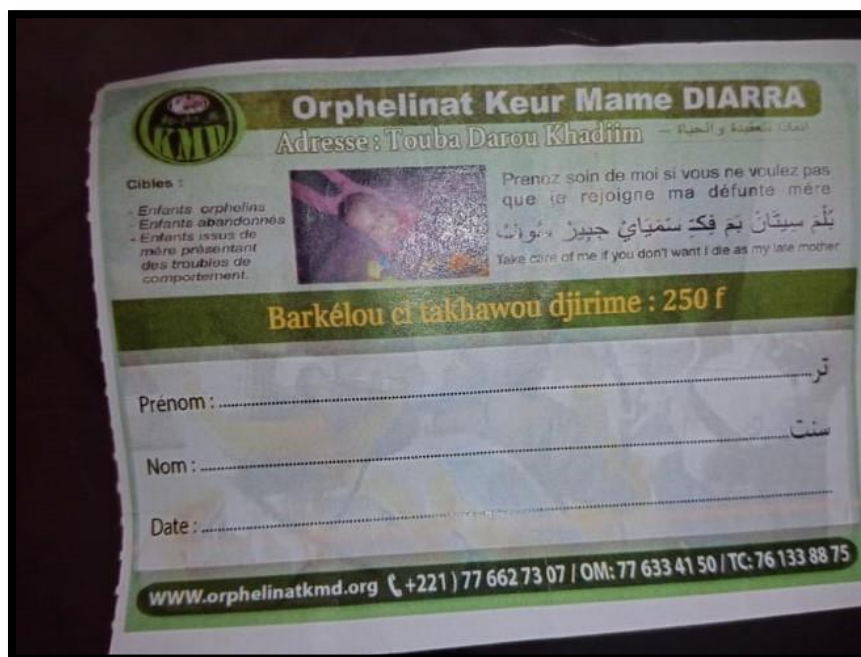 KMD
Orphelinat Keur Mame DIARRA
Adresse : Touba Darou Khadiim
Cibles :
- Enfants orphelins
- Enfants abandonnés
- Enfants issus de
mère présentant
des troubles de
comportement.
Prenez soin de moi si vous ne voulez pas
que je rejoigne ma défunte mère
Take care of me if you don't want I die as my late mother
Barkélou ci takhawou djirime : 250 f
Prénom : تر
Nom : سنت
Date :
WWW.orphelinatkmd.org +221 ) 77 662 73 07 / OM: 77 633 41 50 / TC: 76 133 88 75